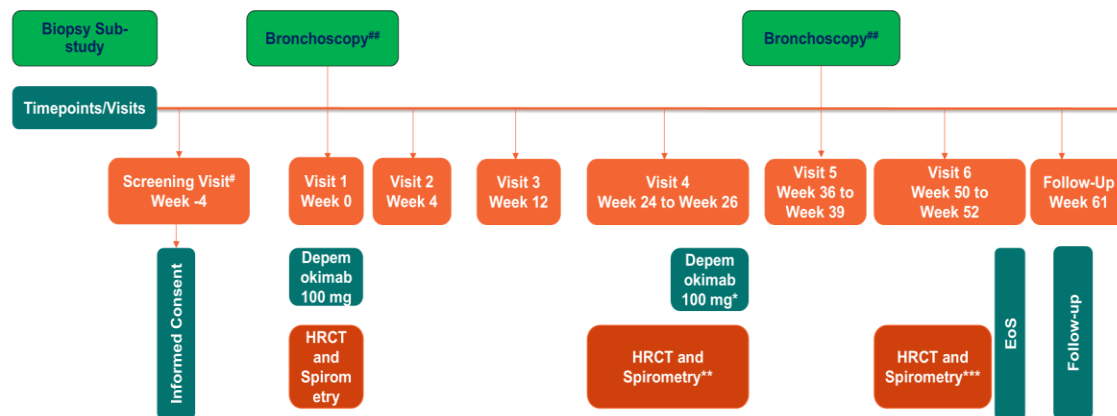 Biopsy Sub-
study
Bronchoscopy##
Bronchoscopy##
Timepoints/Visits
Screening Visit#
Week -4
Visit 1
Week 0
Visit 2
Week 4
Visit 3
Week 12
Visit 4
Week 24 to Week 26
Visit 5
Week 36 to
Week 39
Visit 6
Week 50 to
Week 52
Follow-Up
Week 61
Informed Consent
Depem
okimab
100 mg
Depem
okimab
100 mg*
EoS
Follow-up
HRCT
and
Spirom
etry
HRCT and
Spirometry**
HRCT and
Spirometry***